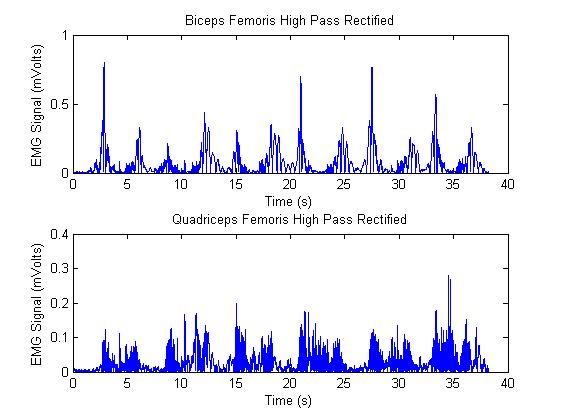 Biceps Femoris High Pass Rectified
1
0.5
0
EMG Signal (mVolts)
0 5 10 15 20 25 30 35 40
Time (s)
Quadriceps Femoris High Pass Rectified
0.4
0.3
0.2
0.1
0
EMG Signal (mVolts)
0 5 10 15 20 25 30 35 40
Time (s)